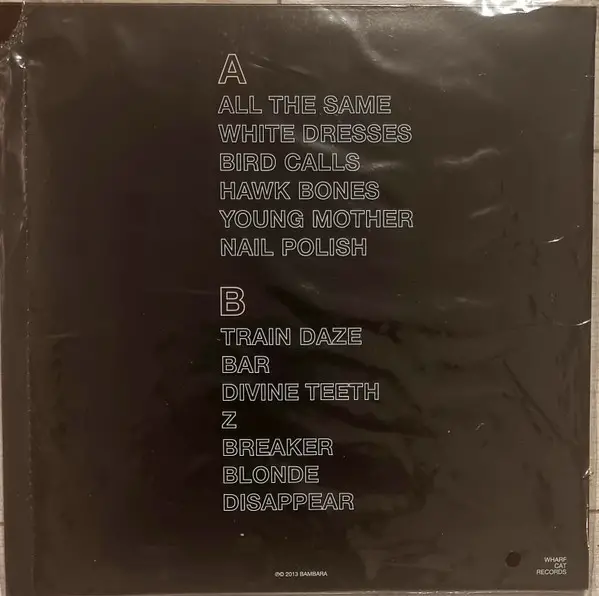 A
ALL THE SAME
WHITE DRESSES
BIRD CALLS
HAWK BONES
YOUNG MOTHER
NAIL POLISH
B
TRAIN DAZE
BAR
DIVINE TEETH
Z
BREAKER
BLONDE
DISAPPEAR
℗© 2013 BAMBARA
WHARF
CAT
RECORDS